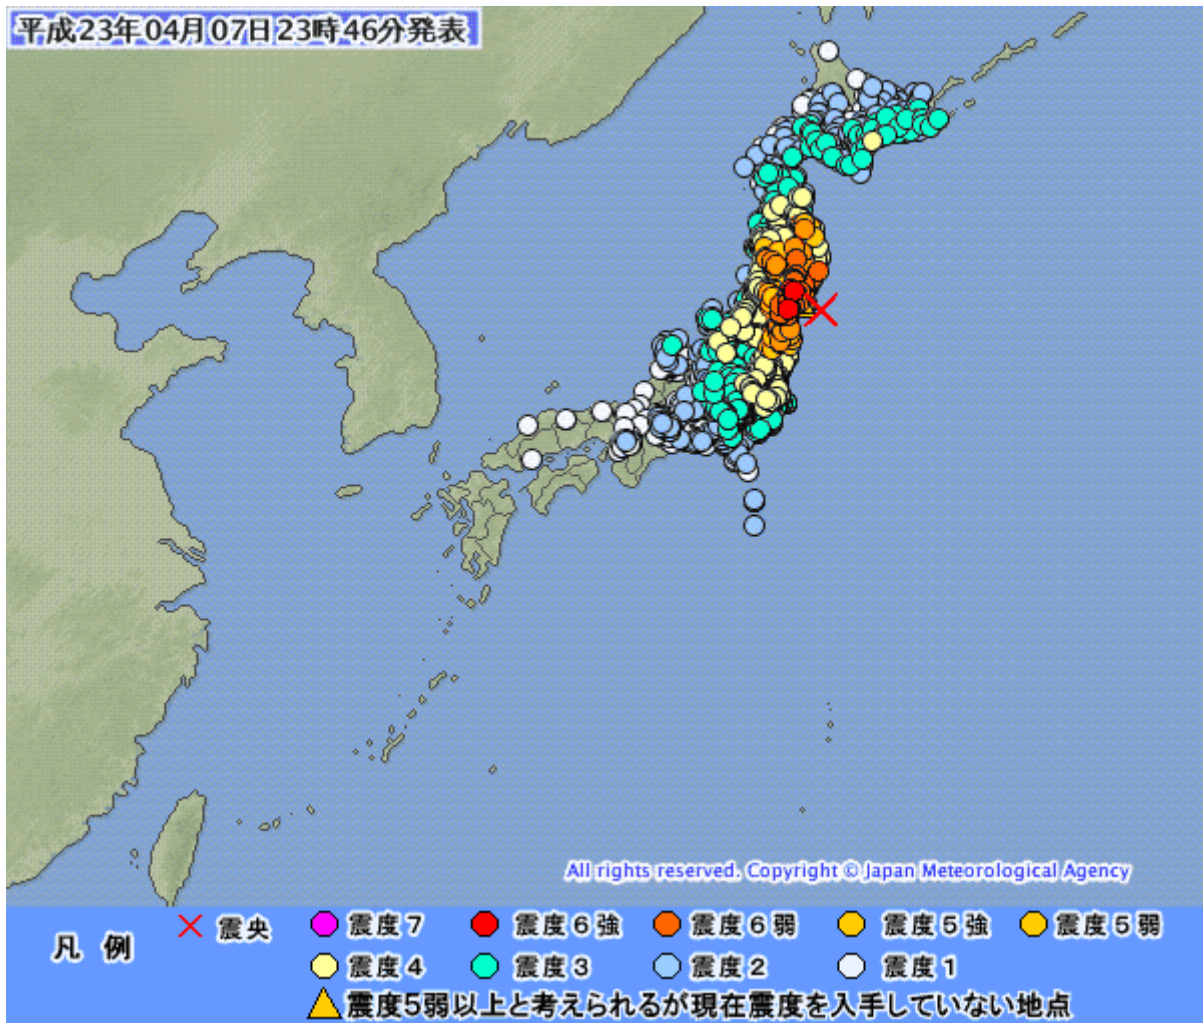 平成23年04月07日23時46分発表
All rights reserved. Copyright © Japan Meteorological Agency
凡 例
震央 震度7 震度6強 震度6弱 震度5強 震度5弱
震度4 震度3 震度2 震度1
震度5弱以上と考えられるが現在震度を入手していない地点